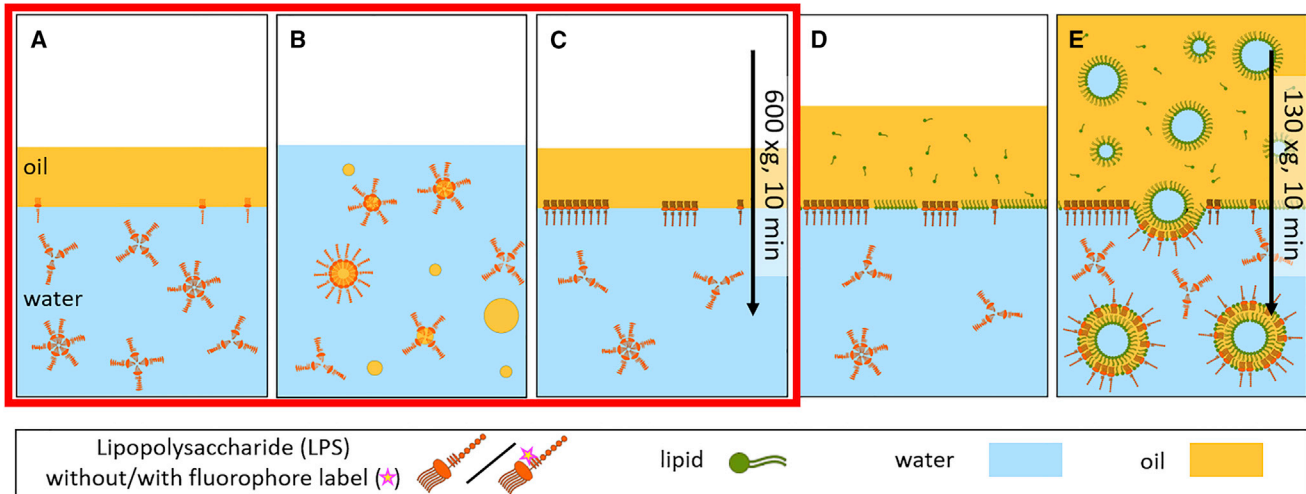 A
B
C
D
E
oil
water
600 xg, 10 min
130 xg, 10 min
Lipopolysaccharide (LPS)
without/with fluorophore label ( )
lipid
water
oil